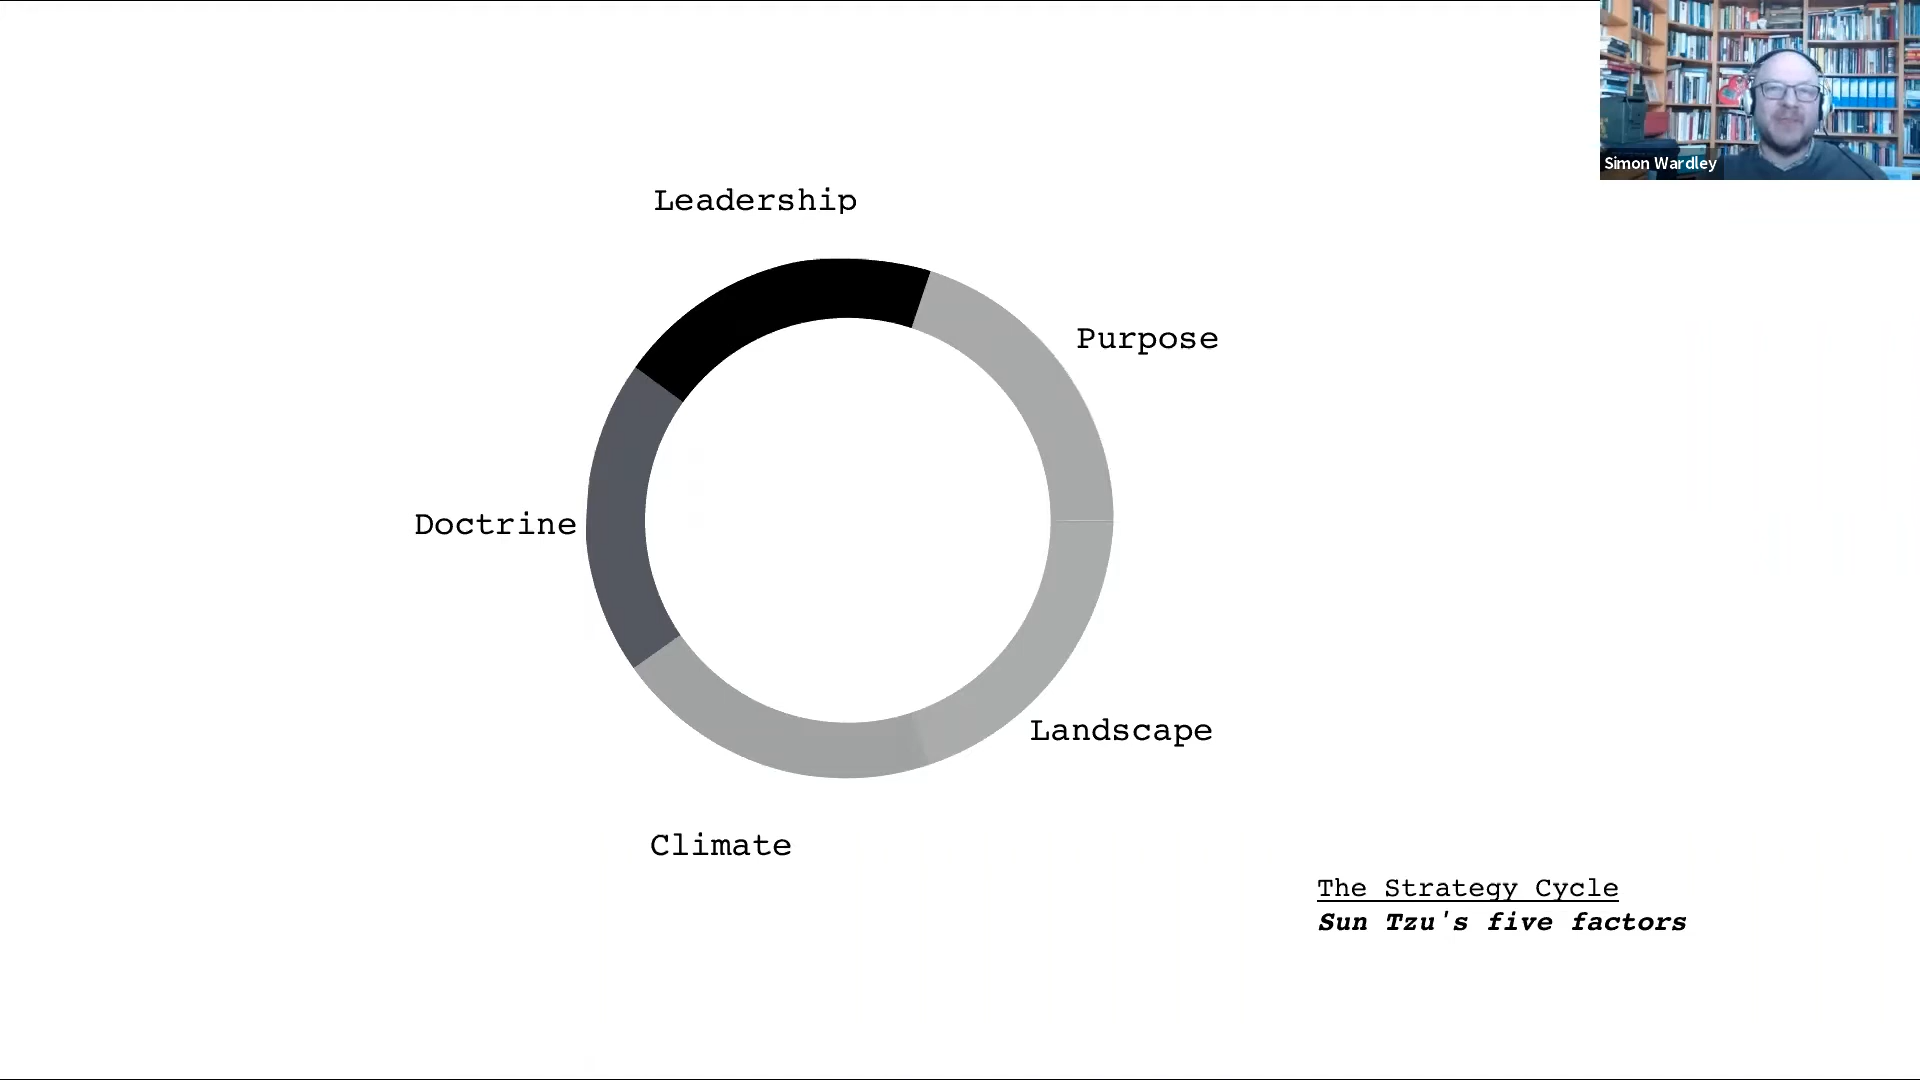 Simon Wardley
Leadership
Purpose
Doctrine
Landscape
Climate
The Strategy Cycle
Sun Tzu's five factors